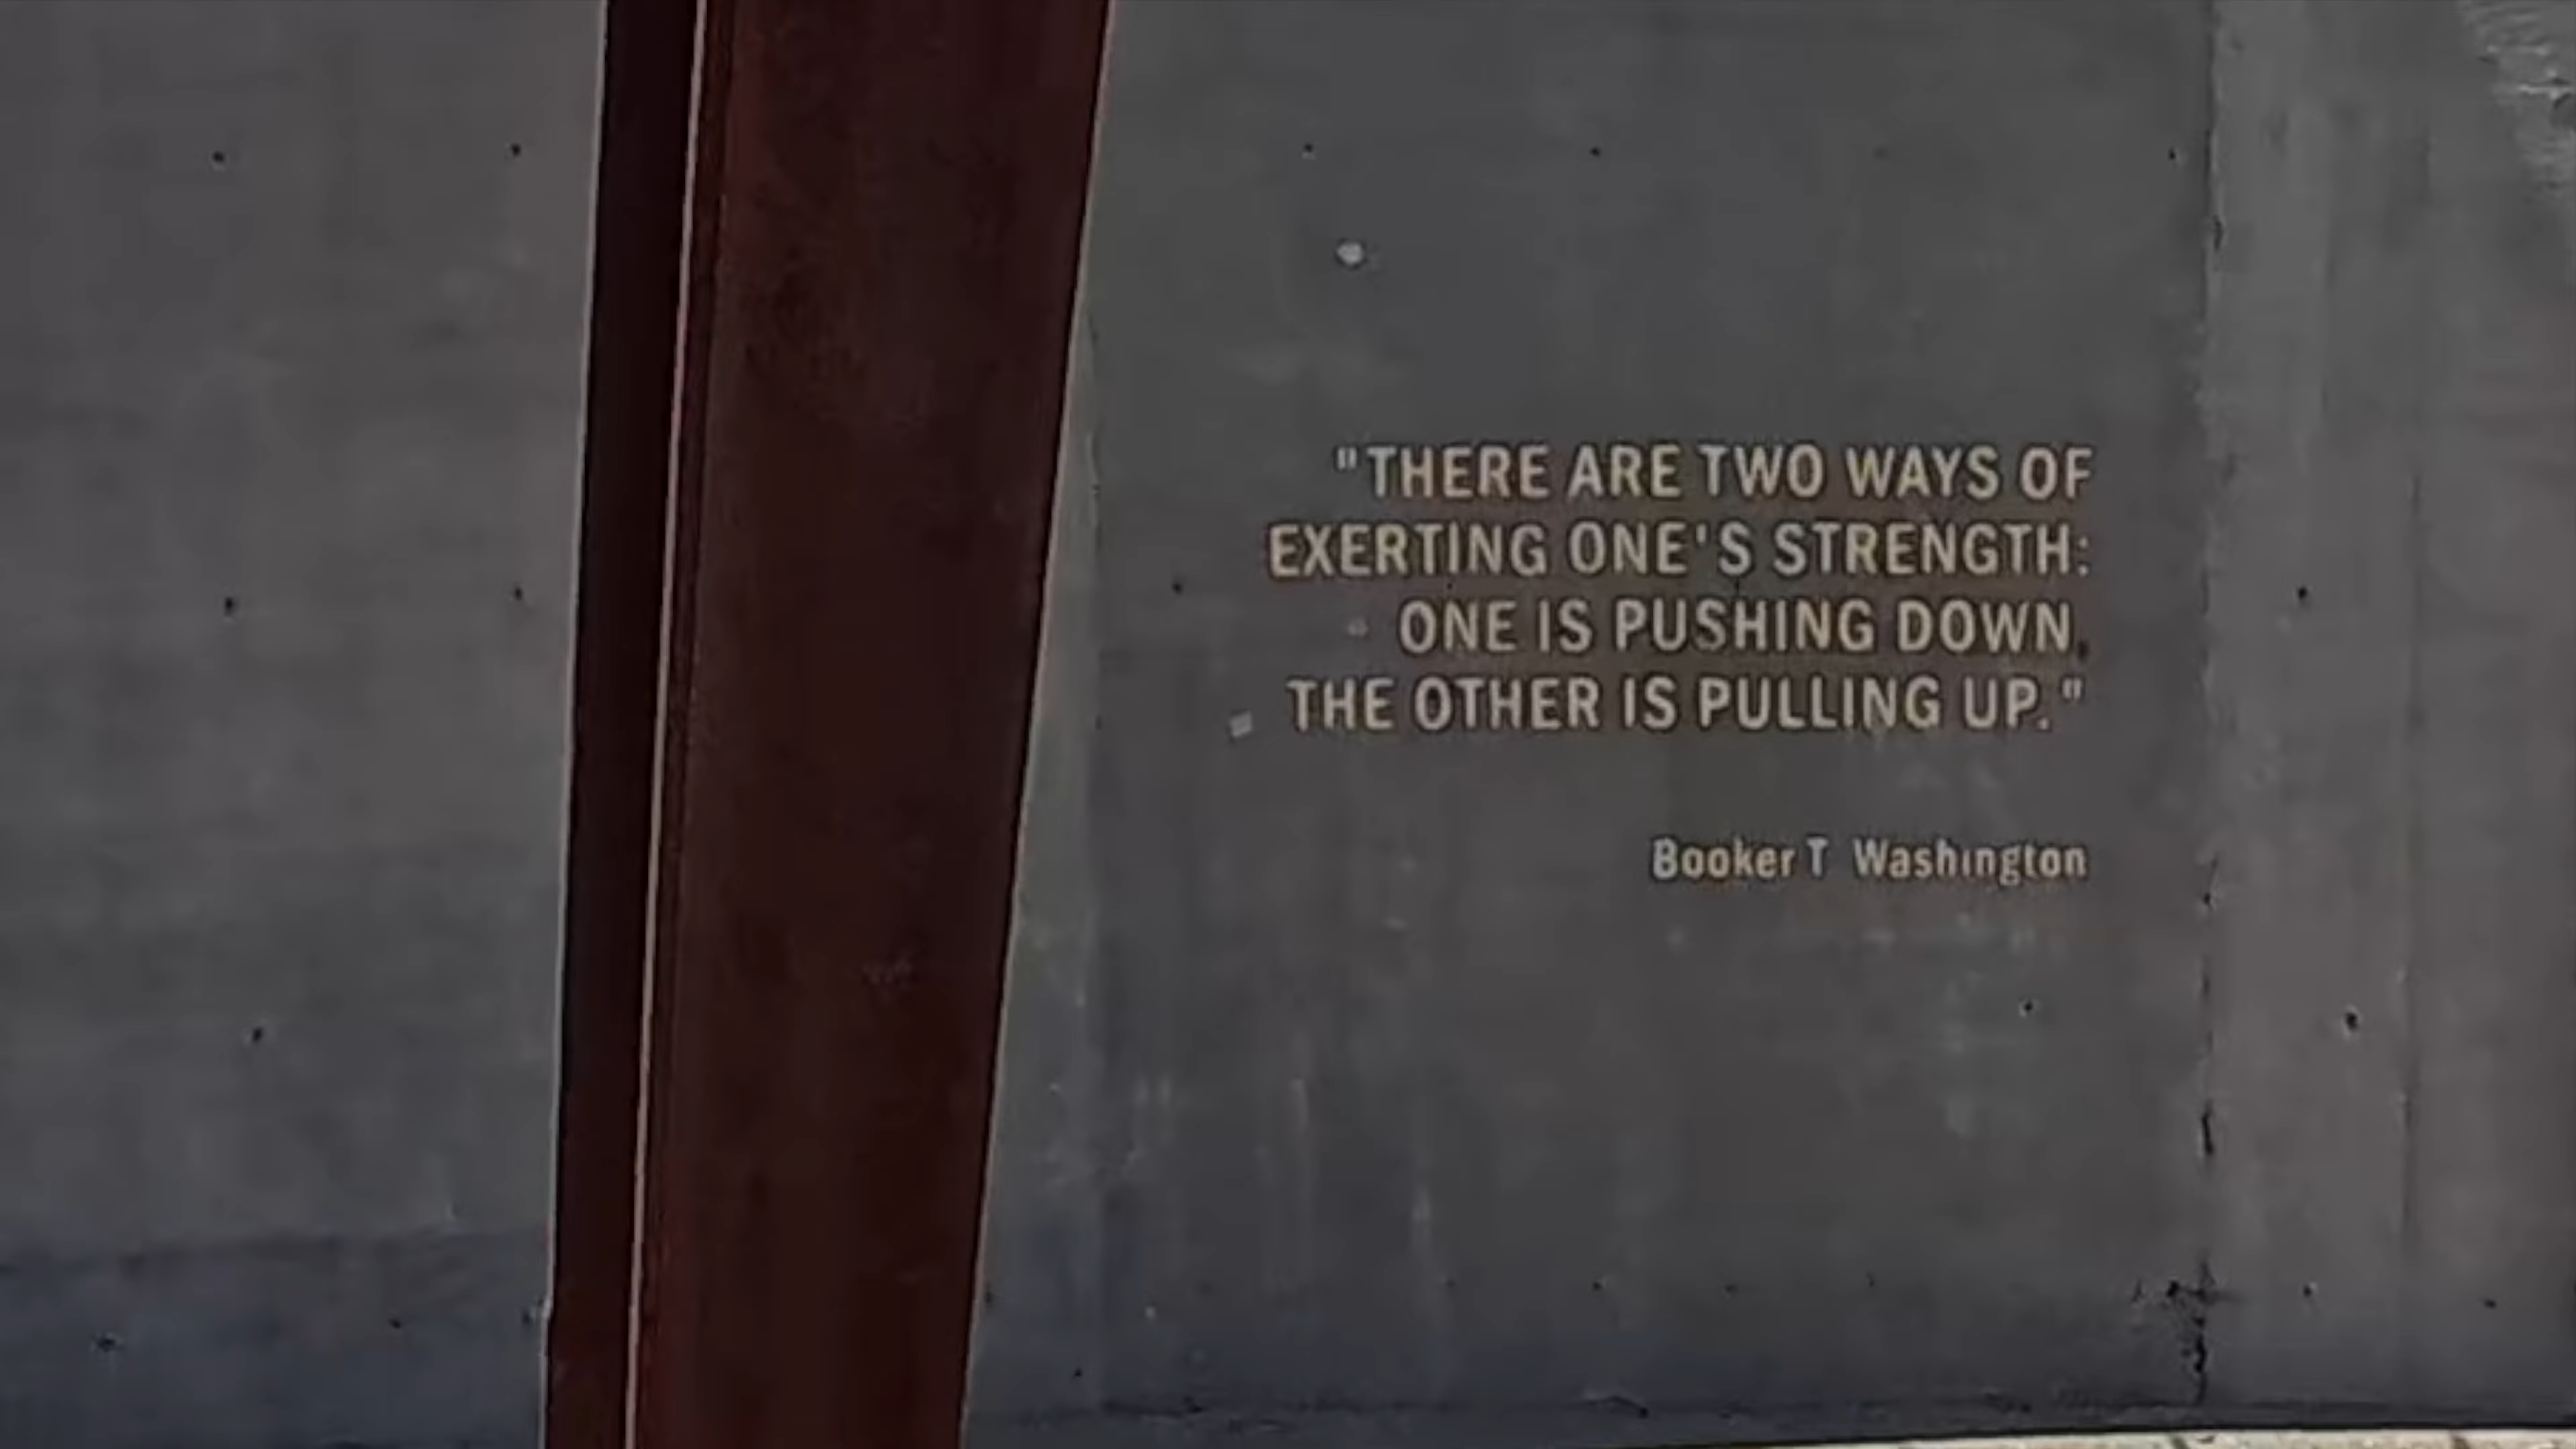 "THERE ARE TWO WAYS OF
EXERTING ONE'S STRENGTH:
ONE IS PUSHING DOWN,
THE OTHER IS PULLING UP."
Booker T Washington